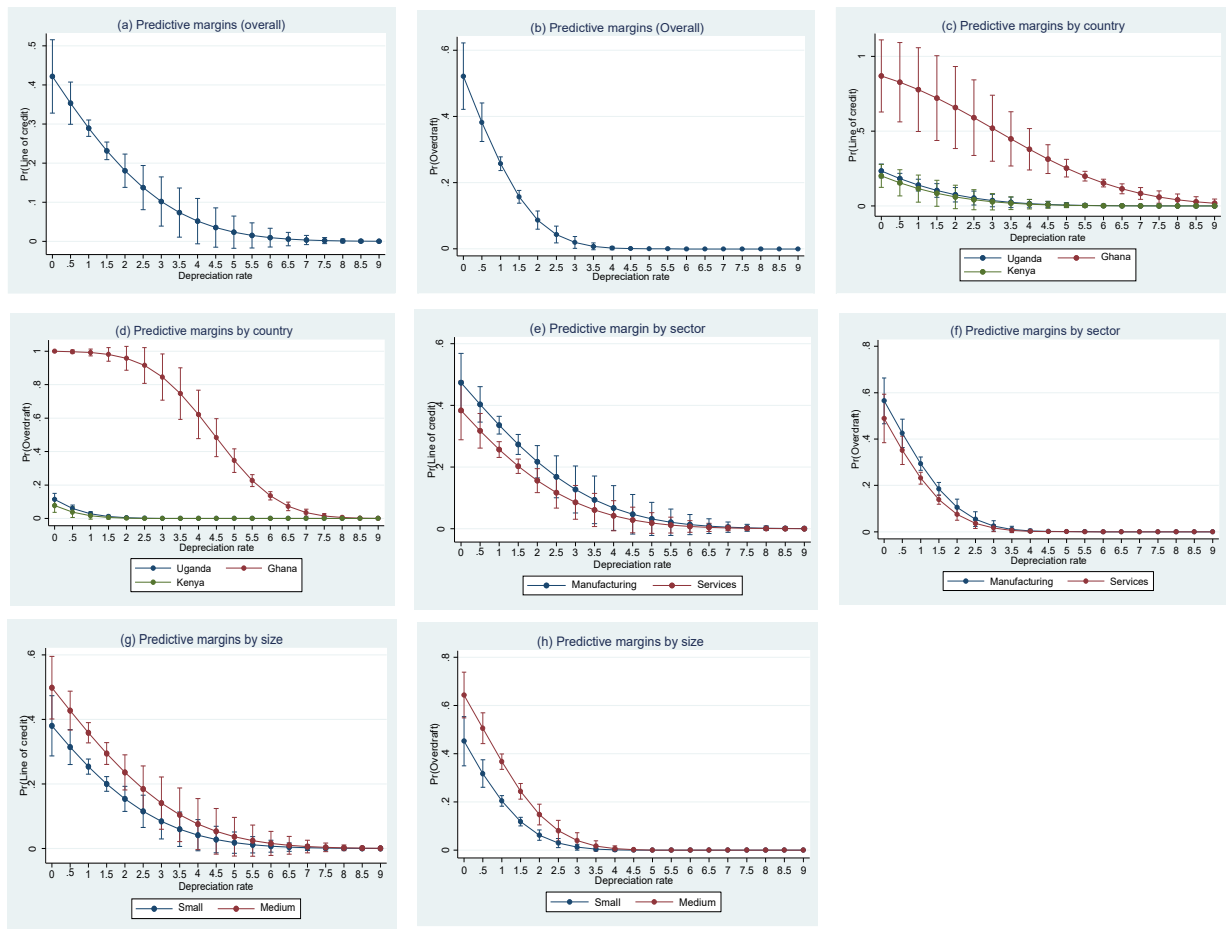 (a) Predictive margins (overall)
Pr(Line of credit)
0 .1 .2 .3 .4 .5
0 .5 1 1.5 2 2.5 3 3.5 4 4.5 5 5.5 6 6.5 7 7.5 8 8.5 9
Depreciation rate
(b) Predictive margins (Overall)
Pr(Overdraft)
0 .2 .4 .6
0 .5 1 1.5 2 2.5 3 3.5 4 4.5 5 5.5 6 6.5 7 7.5 8 8.5 9
Depreciation rate
(c) Predictive margins by country
Pr(Line of credit)
0 .5 1
0 .5 1 1.5 2 2.5 3 3.5 4 4.5 5 5.5 6 6.5 7 7.5 8 8.5 9
Depreciation rate
Uganda Ghana
Kenya
(d) Predictive margins by country
Pr(Overdraft)
0 .2 .4 .6 .8 1
0 .5 1 1.5 2 2.5 3 3.5 4 4.5 5 5.5 6 6.5 7 7.5 8 8.5 9
Depreciation rate
Uganda Ghana
Kenya
(e) Predictive margin by sector
Pr(Line of credit)
0 .2 .4 .6
0 .5 1 1.5 2 2.5 3 3.5 4 4.5 5 5.5 6 6.5 7 7.5 8 8.5 9
Depreciation rate
Manufacturing Services
(f) Predictive margins by sector
Pr(Overdraft)
0 .2 .4 .6 .8
0 .5 1 1.5 2 2.5 3 3.5 4 4.5 5 5.5 6 6.5 7 7.5 8 8.5 9
Depreciation rate
Manufacturing Services
(g) Predictive margins by size
Pr(Line of credit)
0 .2 .4 .6
0 .5 1 1.5 2 2.5 3 3.5 4 4.5 5 5.5 6 6.5 7 7.5 8 8.5 9
Depreciation rate
Small Medium
(h) Predictive margins by size
Pr(Overdraft)
0 .2 .4 .6 .8
0 .5 1 1.5 2 2.5 3 3.5 4 4.5 5 5.5 6 6.5 7 7.5 8 8.5 9
Depreciation rate
Small Medium